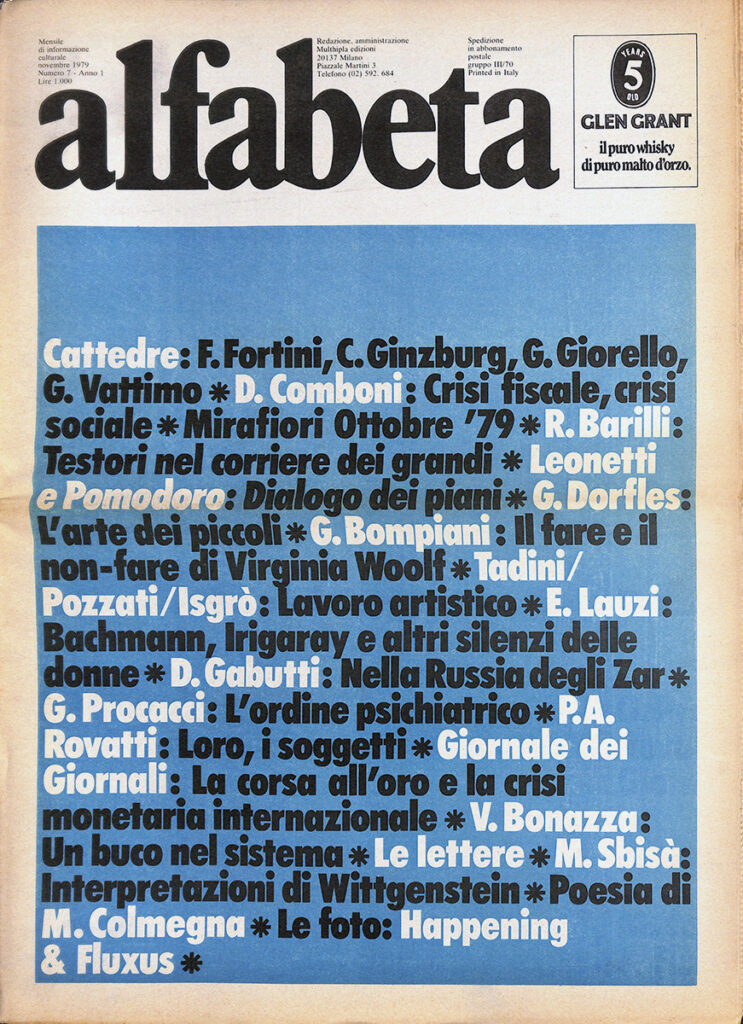 Mensile
di informazione
culturale
novembre 1979
Numero 7 - Anno 1
Lire 1.000
Redazione, amministrazione
Multhipla edizioni
20137 Milano
Piazzale Martini 3
Telefono (02) 592. 684
Spedizione
in abbonamento
postale
gruppo III/70
Printed in Italy
alfabeta
YEARS
5
OLD
GLEN GRANT
il puro whisky
di puro malto d'orzo.
Cattedre: F. Fortini, C. Ginzburg, G. Giorello,
G. Vattimo * D. Comboni: Crisi fiscale, crisi
sociale * Mirafiori Ottobre '79 * R. Barilli:
Testori nel corriere dei grandi * Leonetti
e Pomodoro: Dialogo dei piani * G. Dorfles:
L'arte dei piccoli * G. Bompiani: Il fare e il
non-fare di Virginia Woolf * Tadini/
Pozzati/Isgrò: Lavoro artistico * E. Lauzi:
Bachmann, Irigaray e altri silenzi delle
donne * D. Gabutti: Nella Russia degli Zar *
G. Procacci: L'ordine psichiatrico * P.A.
Rovatti: Loro, i soggetti * Giornale dei
Giornali: La corsa all'oro e la crisi
monetaria internazionale * V. Bonazza:
Un buco nel sistema * Le lettere * M. Sbisà:
Interpretazioni di Wittgenstein * Poesia di
M. Colmegna * Le foto: Happening
& Fluxus *